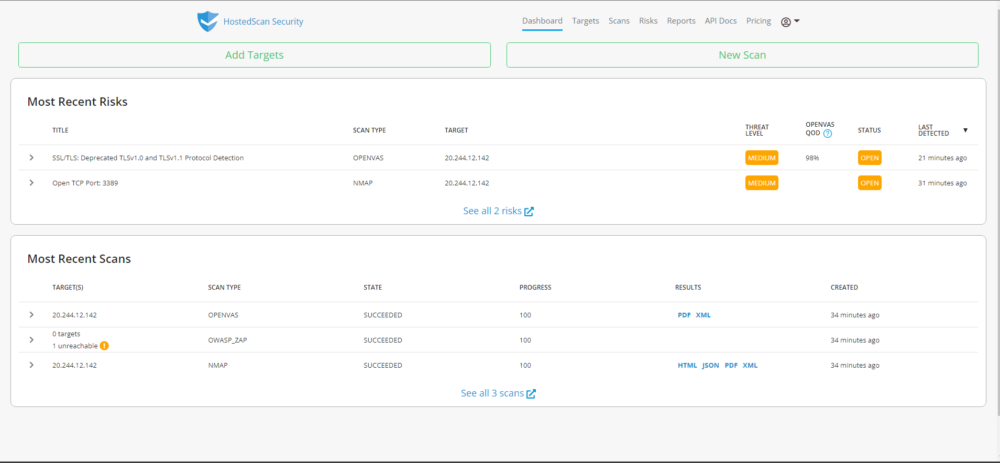 HostedScan Security
Dashboard Targets Scans Risks Reports API Docs Pricing
Add Targets
New Scan
Most Recent Risks
TITLE SCAN TYPE TARGET THREAT LEVEL OPENVAS QOD ? STATUS LAST DETECTED ▼
SSL/TLS: Deprecated TLSv1.0 and TLSv1.1 Protocol Detection OPENVAS 20.244.12.142 MEDIUM 98% OPEN 21 minutes ago
Open TCP Port: 3389 NMAP 20.244.12.142 MEDIUM OPEN 31 minutes ago
See all 2 risks
Most Recent Scans
TARGET(S) SCAN TYPE STATE PROGRESS RESULTS CREATED
20.244.12.142 OPENVAS SUCCEEDED 100 PDF XML 34 minutes ago
0 targets
1 unreachable ! OWASP_ZAP SUCCEEDED 100 34 minutes ago
20.244.12.142 NMAP SUCCEEDED 100 HTML JSON PDF XML 34 minutes ago
See all 3 scans